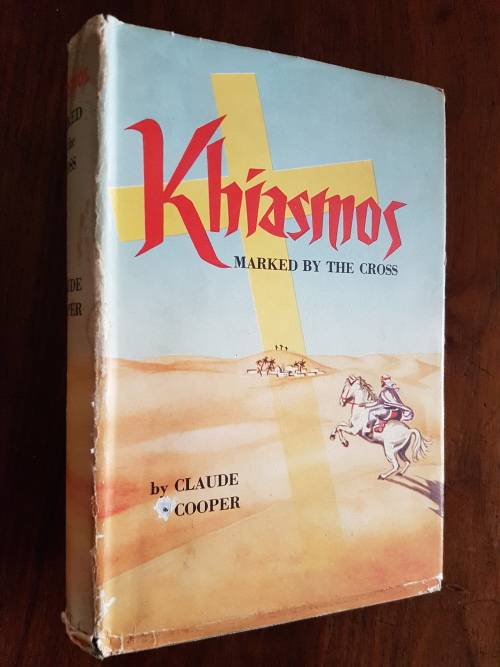 Khiasmos
MARKED BY THE CROSS
by CLAUDE
COOPER